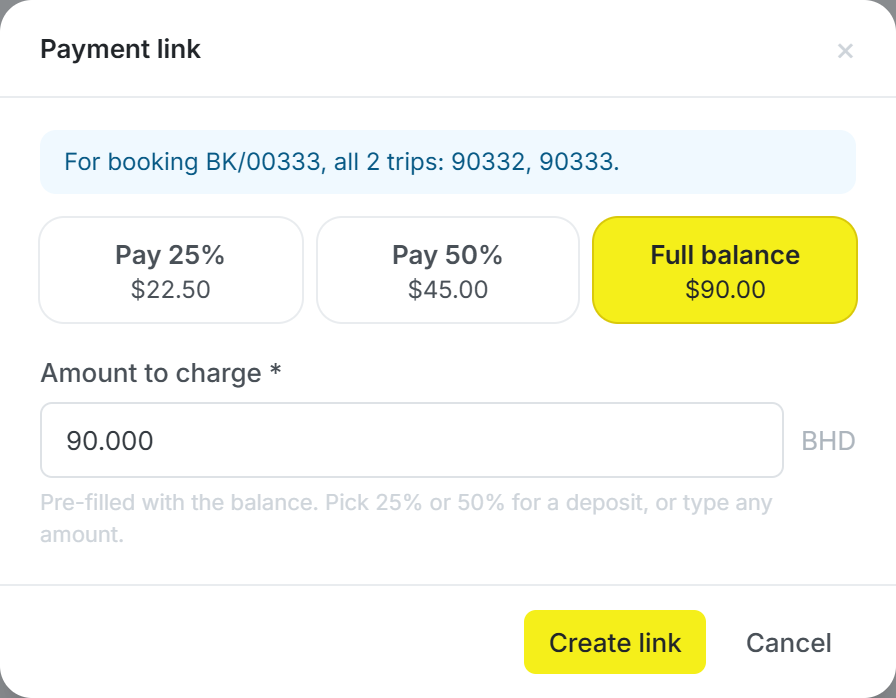 Payment link
×
For booking BK/00333, all 2 trips: 90332, 90333.
Pay 25%
$22.50
Pay 50%
$45.00
Full balance
$90.00
Amount to charge *
90.000
BHD
Pre-filled with the balance. Pick 25% or 50% for a deposit, or type any
amount.
Create link
Cancel